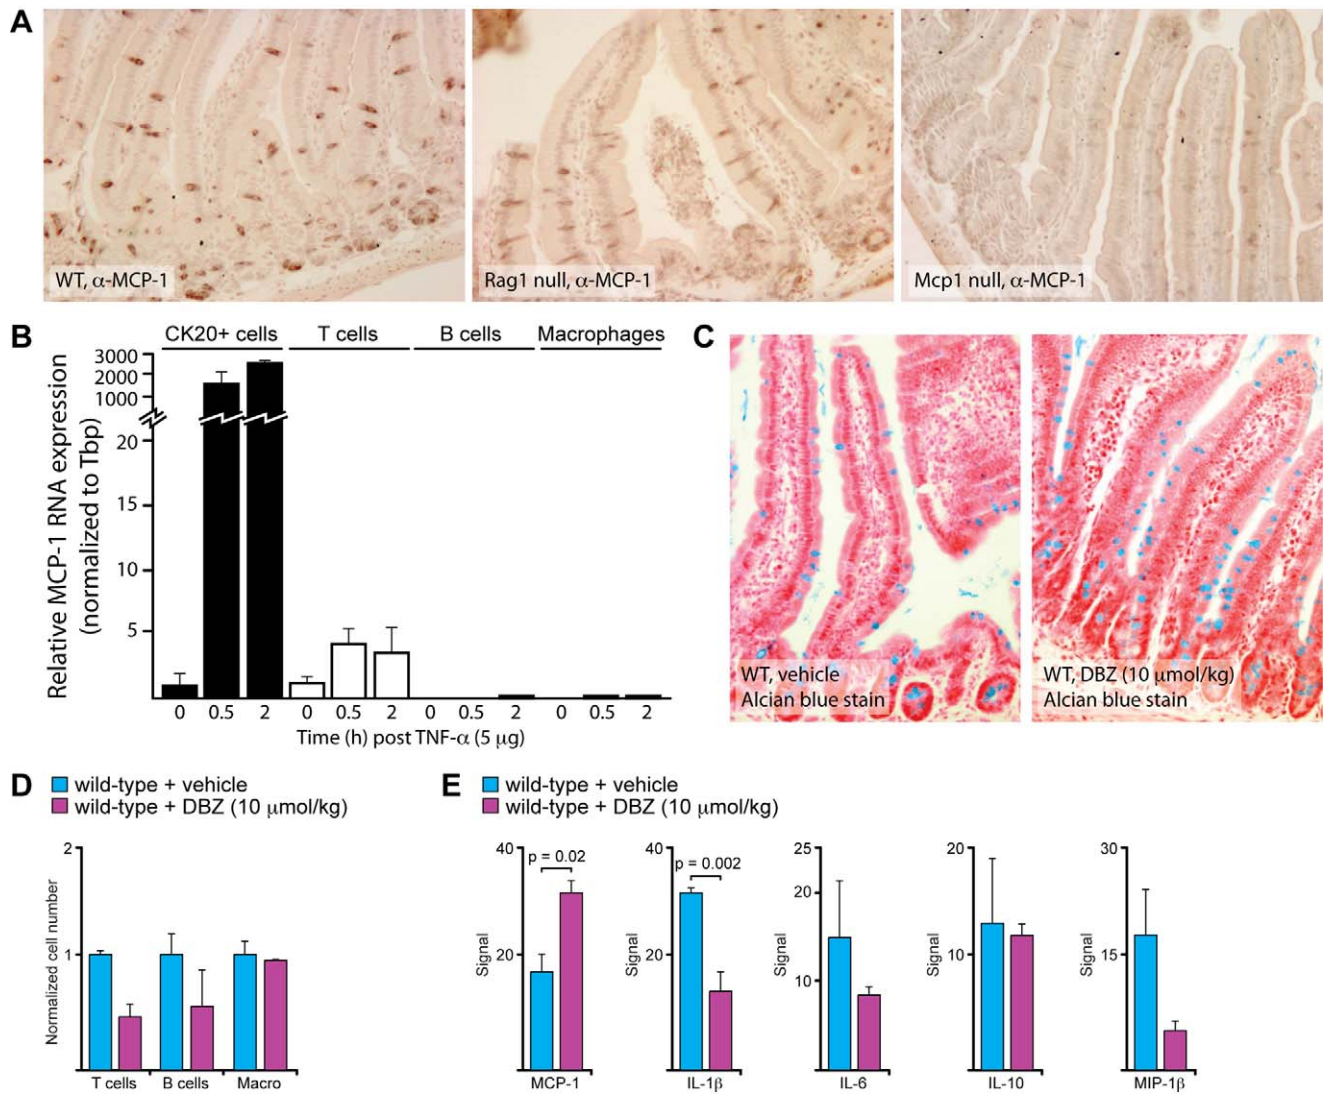 A
WT, α-MCP-1
Rag1 null, α-MCP-1
Mcp1 null, α-MCP-1
B
CK20+ cells
T cells
B cells
Macrophages
Relative MCP-1 RNA expression
(normalized to Tbp)
3000
2000
1000
20
15
10
5
0 0.5 2 0 0.5 2 0 0.5 2 0 0.5 2
Time (h) post TNF-α (5 μg)
C
WT, vehicle
Alcian blue stain
WT, DBZ (10 μmol/kg)
Alcian blue stain
D
wild-type + vehicle
wild-type + DBZ (10 μmol/kg)
Normalized cell number
2
1
T cells
B cells
Macro
E
wild-type + vehicle
wild-type + DBZ (10 μmol/kg)
Signal
40
20
p = 0.02
MCP-1
Signal
40
20
p = 0.002
IL-1β
Signal
25
20
10
IL-6
Signal
20
10
IL-10
Signal
30
15
MIP-1β